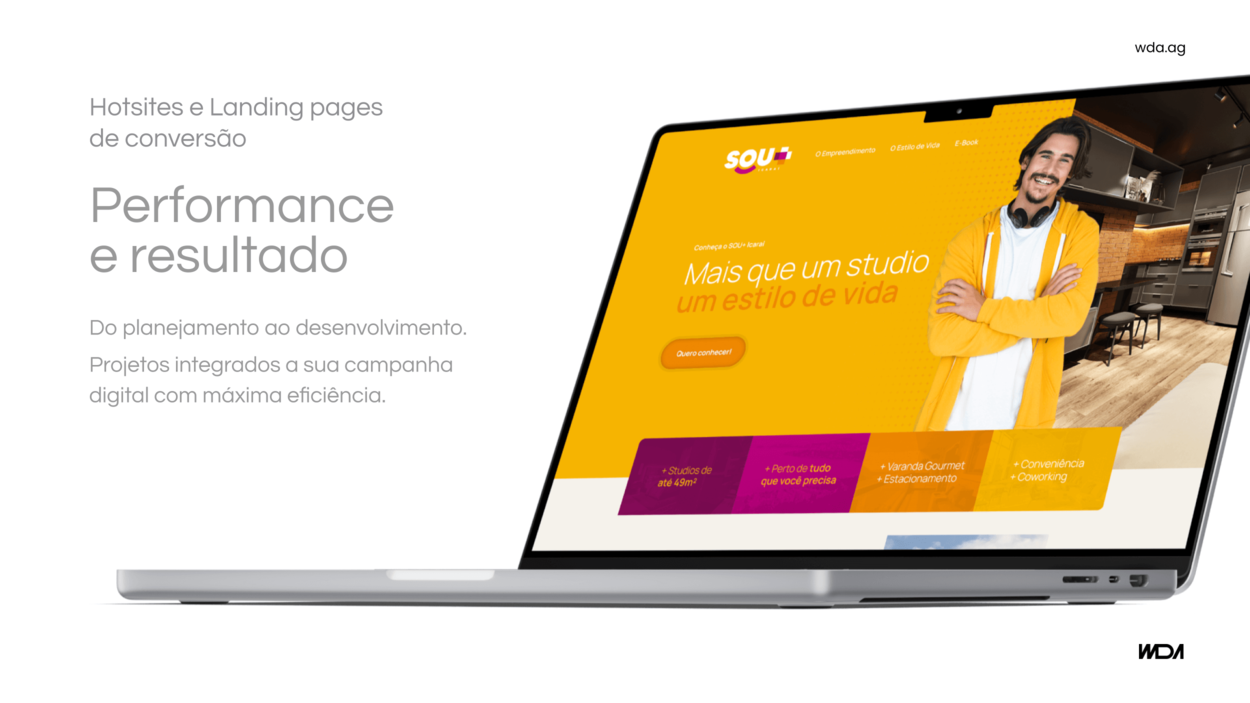 wda.ag
Hotsites e Landing pages
de conversão
Performance
e resultado
Do planejamento ao desenvolvimento.
Projetos integrados a sua campanha
digital com máxima eficiência.
SOU+
O Empreendimento
O Estilo de Vida
E-Book
Conheça o SOU+ Icaraí
Mais que um studio
um estilo de vida
Quero conhecer!
+ Studios de
até 49m²
+ Perto de tudo
que você precisa
+ Varanda Gourmet
+ Estacionamento
+ Conveniência
+ Coworking
WDA